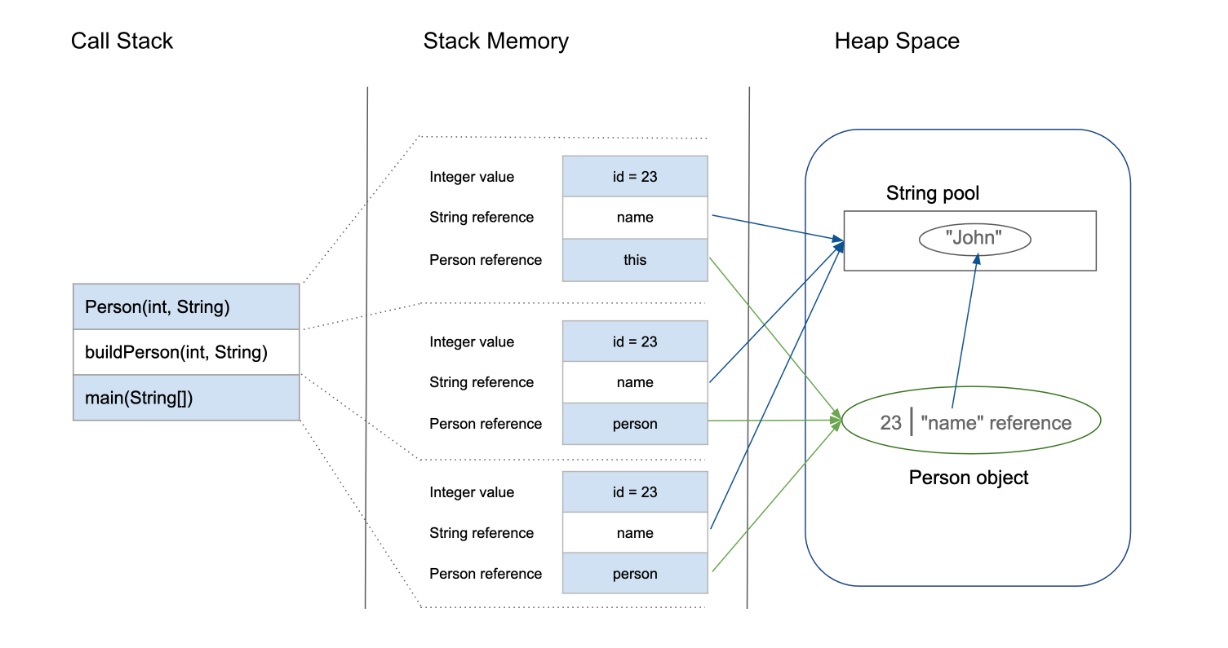 Call Stack
Stack Memory
Heap Space
Person(int, String)
buildPerson(int, String)
main(String[])
Integer value
id = 23
String reference
name
Person reference
this
Integer value
id = 23
String reference
name
Person reference
person
Integer value
id = 23
String reference
name
Person reference
person
String pool
"John"
23 | "name" reference
Person object